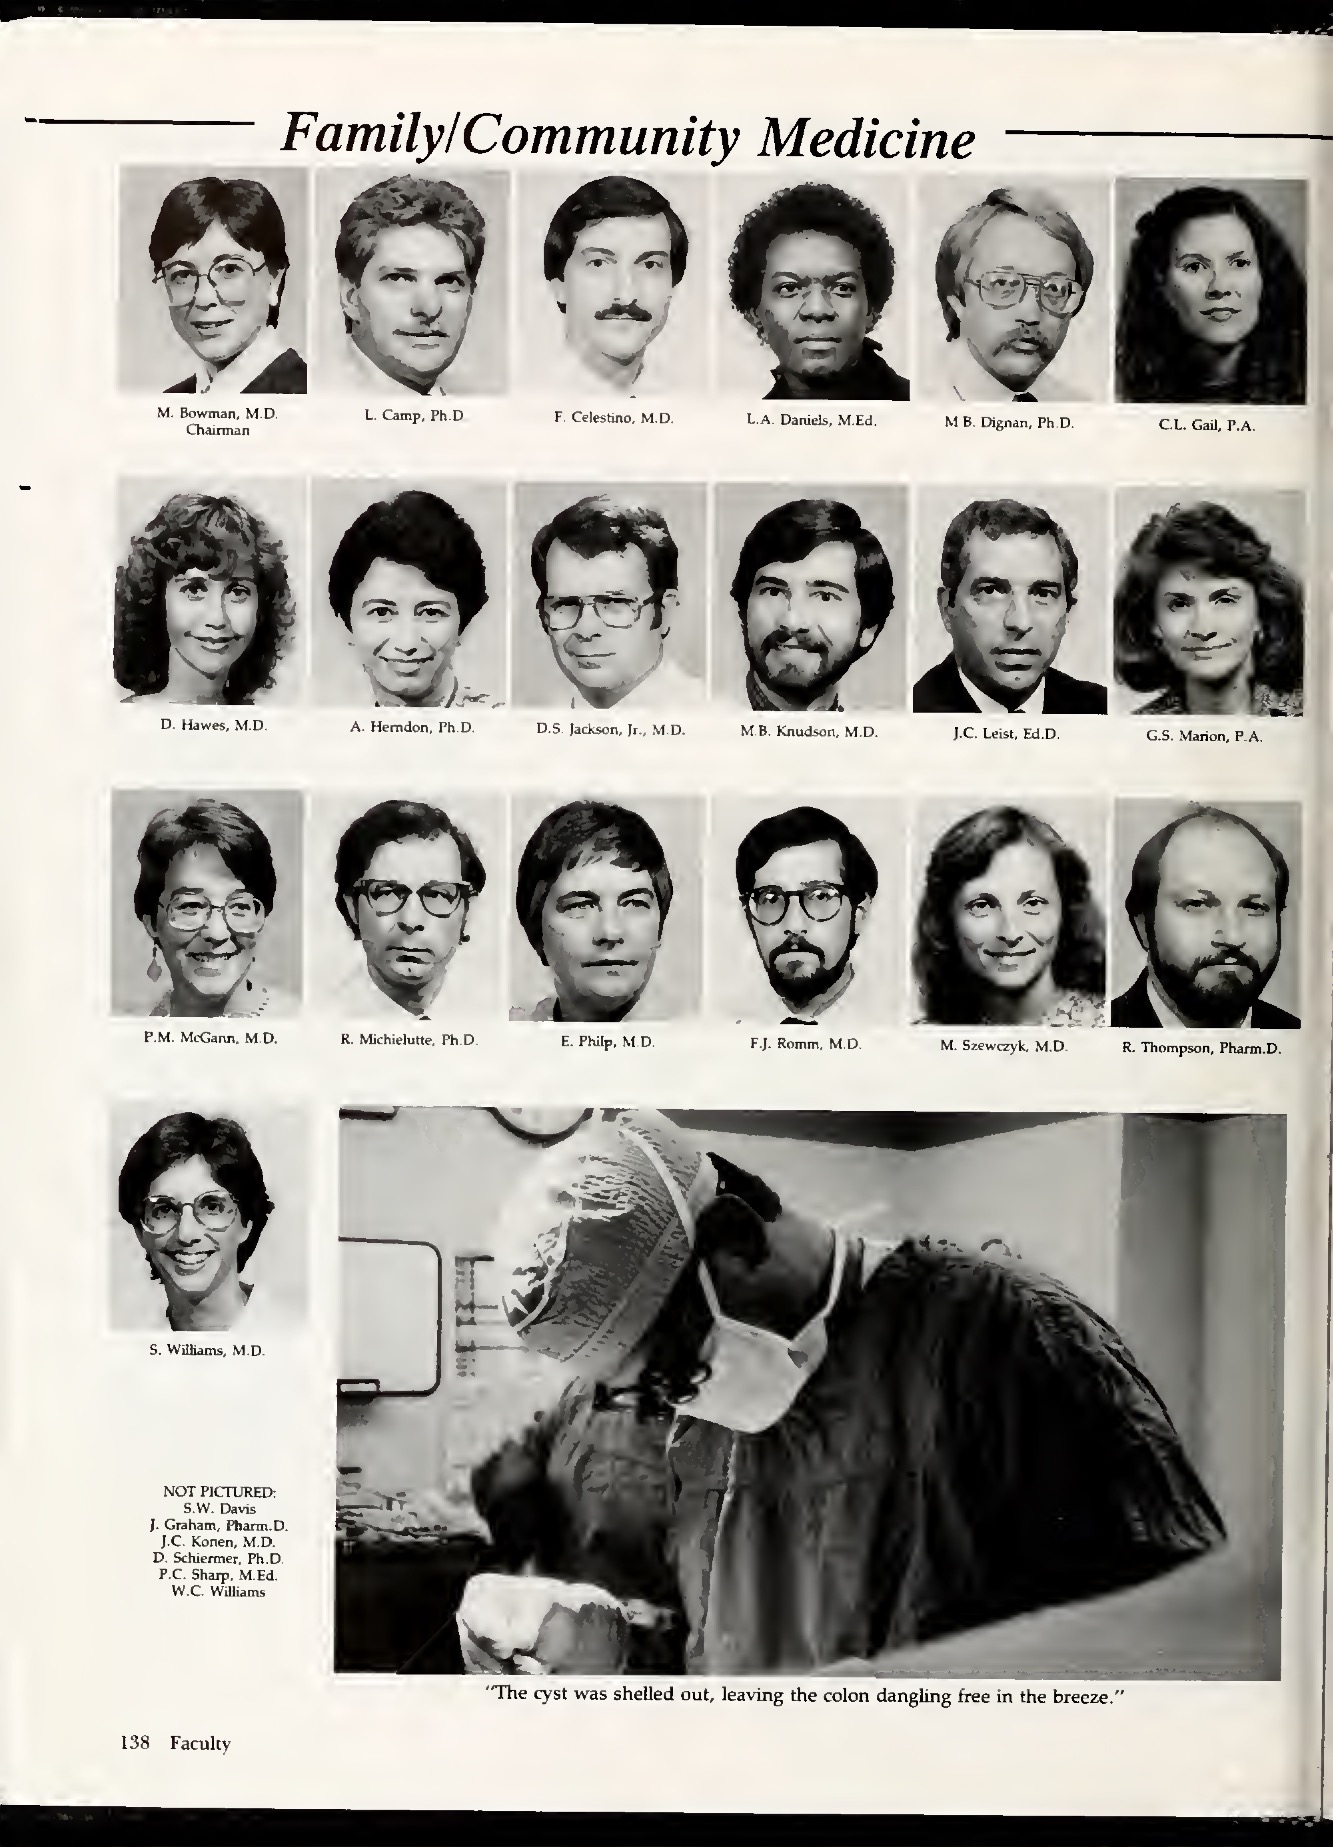 Family/Community Medicine
M. Bowman, M.D.
Chairman
L. Camp, Ph.D.
F. Celestino, M.D.
L.A. Daniels, M.Ed.
M.B. Dignan, Ph.D.
C.L. Gail, P.A.
D. Hawes, M.D.
A. Herndon, Ph.D.
D.S. Jackson, Jr., M.D.
M.B. Knudson, M.D.
J.C. Leist, Ed.D.
G.S. Marion, P.A.
P.M. McGann, M.D.
R. Michielutte, Ph.D.
E. Philp, M.D.
F.J. Romm, M.D.
M. Szewczyk, M.D.
R. Thompson, Pharm.D.
S. Williams, M.D.
NOT PICTURED:
S.W. Davis
J. Graham, Pharm.D.
J.C. Konen, M.D.
D. Schiermer, Ph.D.
P.C. Sharp, M.Ed.
W.C. Williams
"The cyst was shelled out, leaving the colon dangling free in the breeze."
138 Faculty